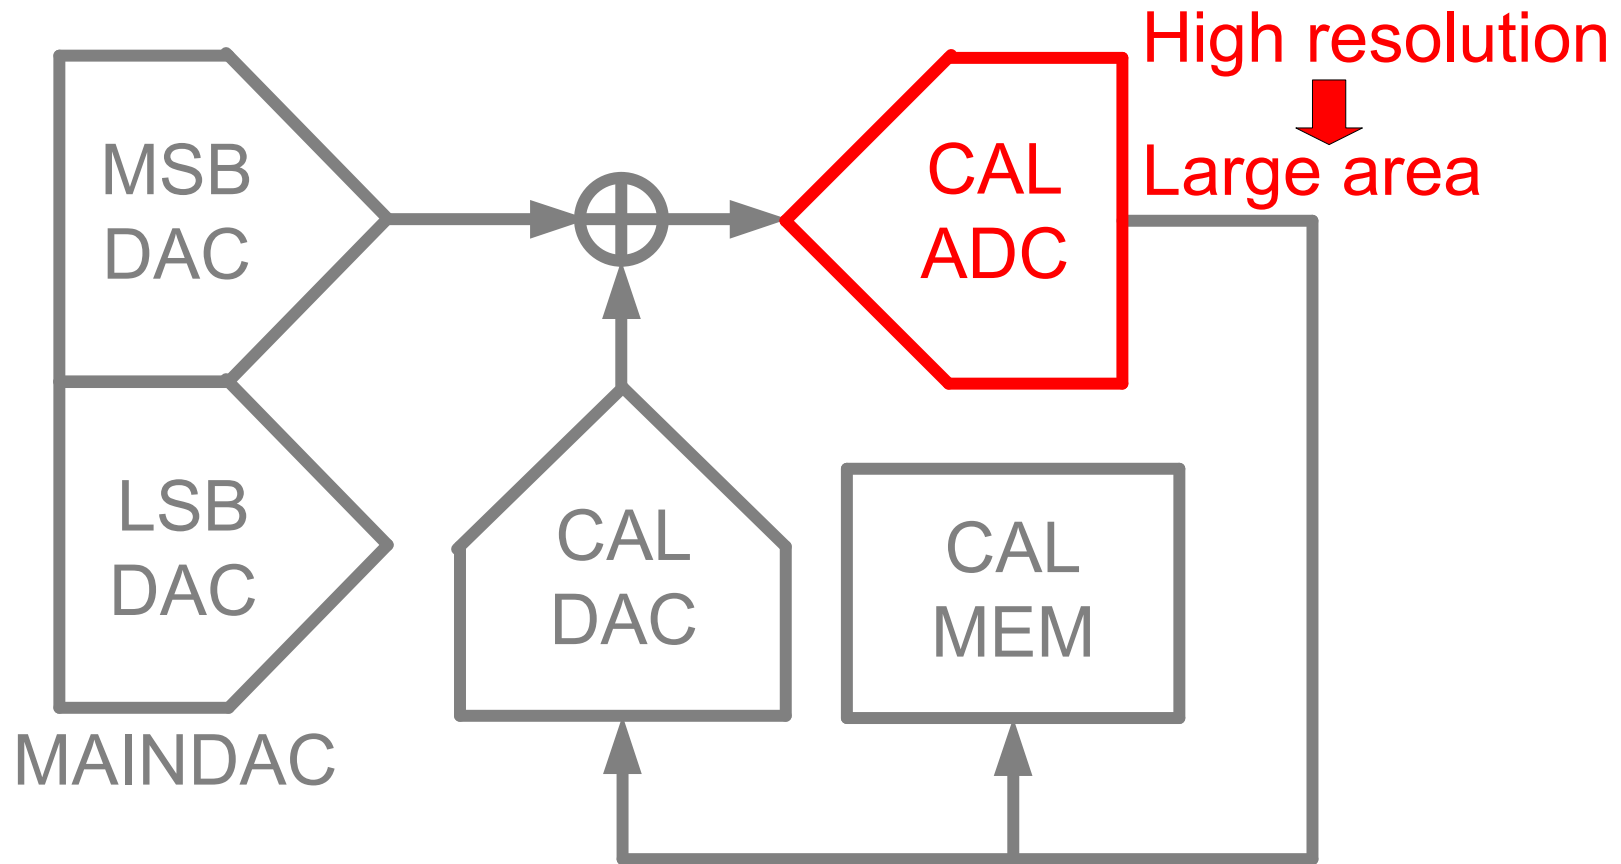 High resolution
Large area
MSB
DAC
CAL
ADC
LSB
DAC
CAL
DAC
CAL
MEM
MAINDAC